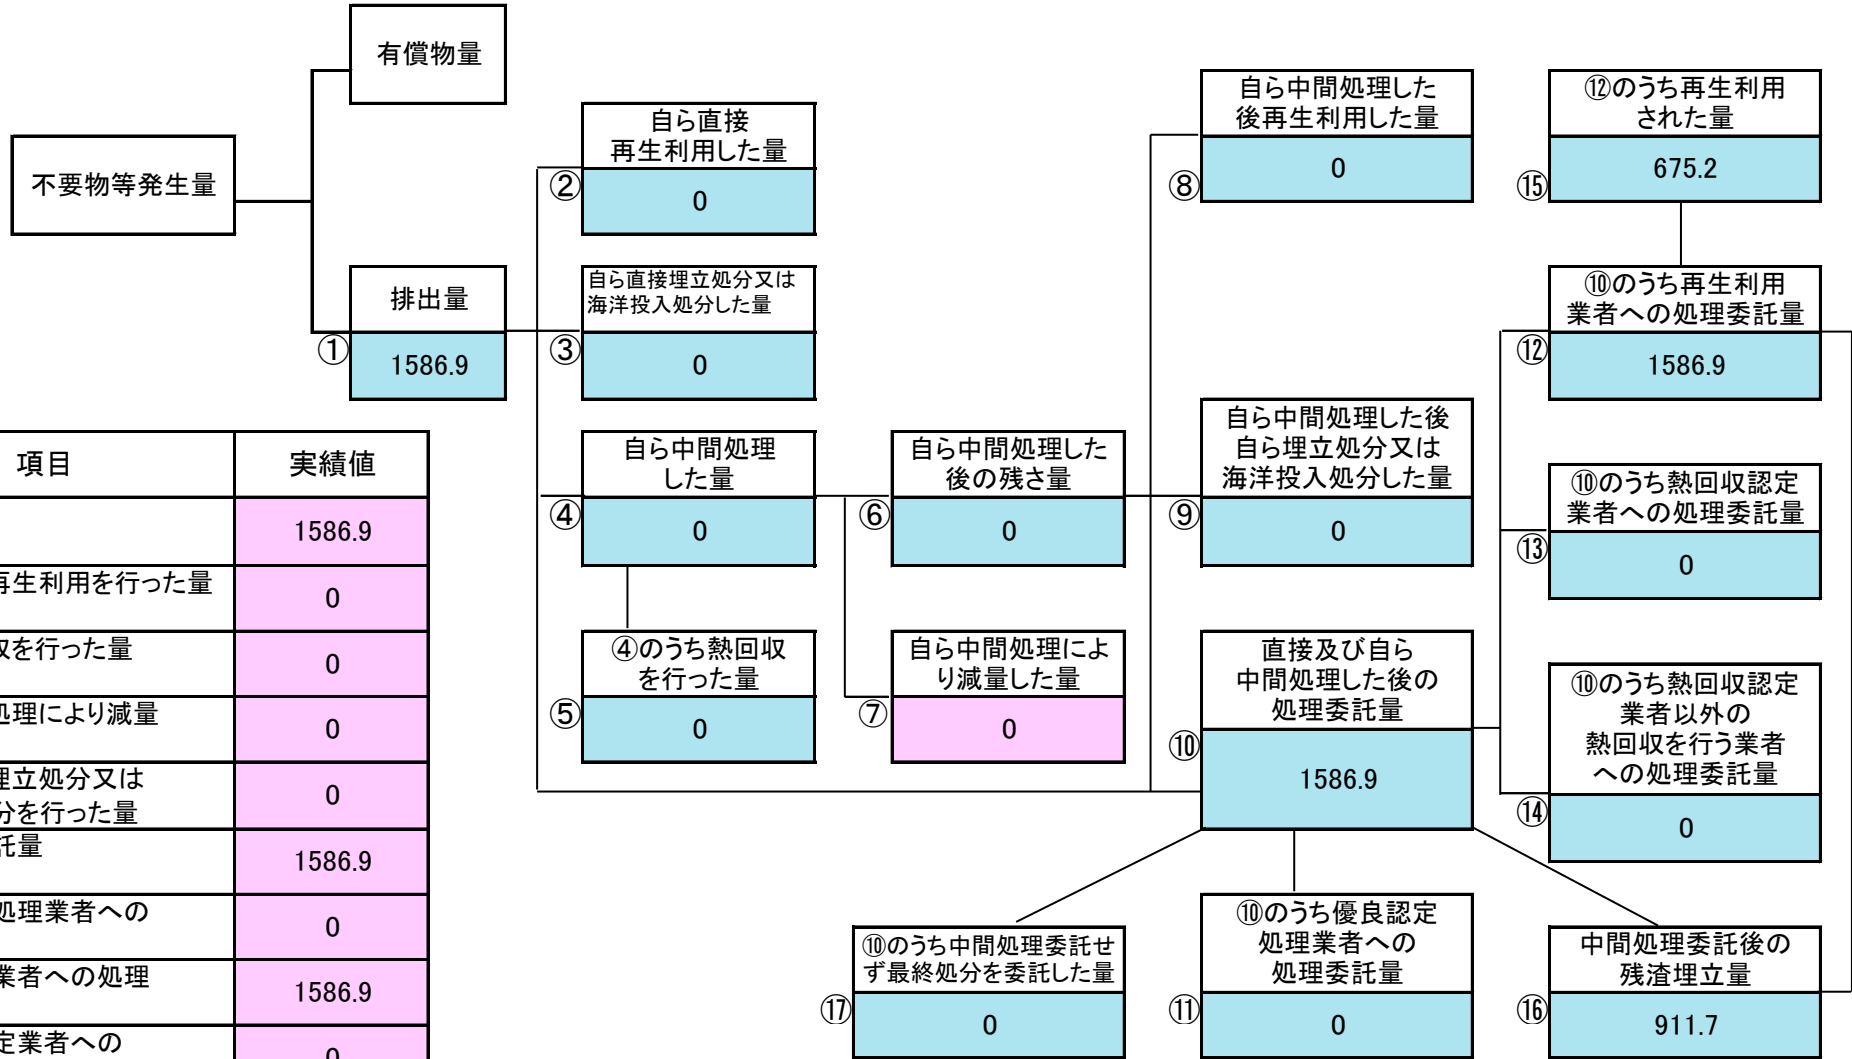 有償物量
不要物等発生量
排出量
①
1586.9
自ら直接
再生利用した量
②
0
自ら直接埋立処分又は
海洋投入処分した量
③
0
自ら中間処理
した量
④
0
④のうち熱回収
を行った量
⑤
0
自ら中間処理した
後の残さ量
⑥
0
自ら中間処理によ
り減量した量
⑦
0
自ら中間処理した
後再生利用した量
⑧
0
自ら中間処理した後
自ら埋立処分又は
海洋投入処分した量
⑨
0
直接及び自ら
中間処理した後の
処理委託量
⑩
1586.9
⑩のうち優良認定
処理業者への
処理委託量
⑪
0
⑫のうち再生利用
された量
⑮
675.2
⑩のうち再生利用
業者への処理委託量
⑫
1586.9
⑩のうち熱回収認定
業者への処理委託量
⑬
0
⑩のうち熱回収認定
業者以外の
熱回収を行う業者
への処理委託量
⑭
0
⑩のうち中間処理委託せ
ず最終処分を委託した量
⑰
0
中間処理委託後の
残渣埋立量
⑯
911.7
項目 実績値
1586.9
再生利用を行った量 0
を行った量 0
処理により減量 0
埋立処分又は
分を行った量 0
託量 1586.9
処理業者への 0
業者への処理 1586.9
定業者への 0